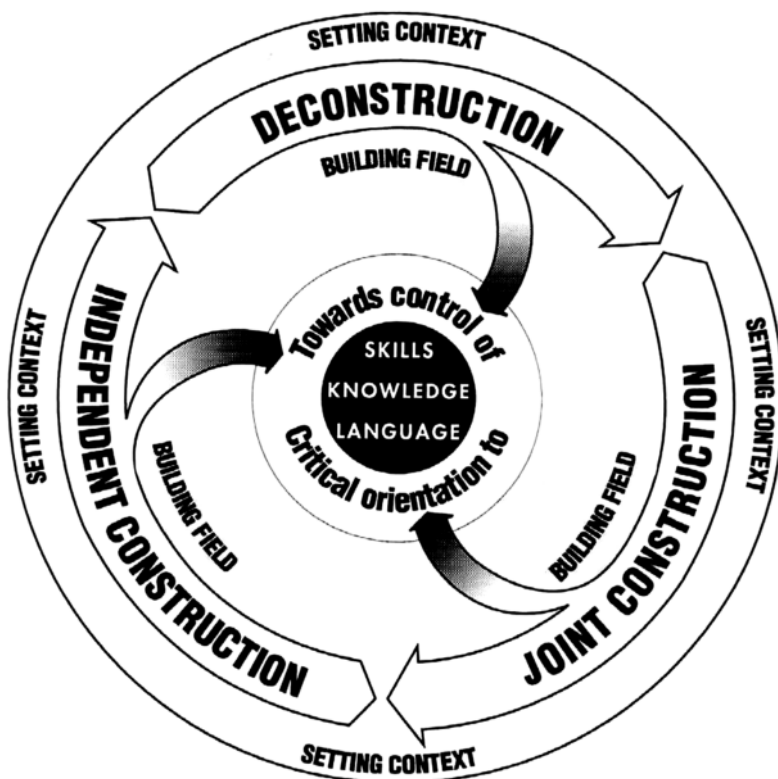 SETTING CONTEXT
DECONSTRUCTION
BUILDING FIELD
Towards control of
SKILLS
KNOWLEDGE
LANGUAGE
Critical orientation to
SETTING CONTEXT
INDEPENDENT CONSTRUCTION
BUILDING FIELD
BUILDING FIELD
JOINT CONSTRUCTION
SETTING CONTEXT
SETTING CONTEXT